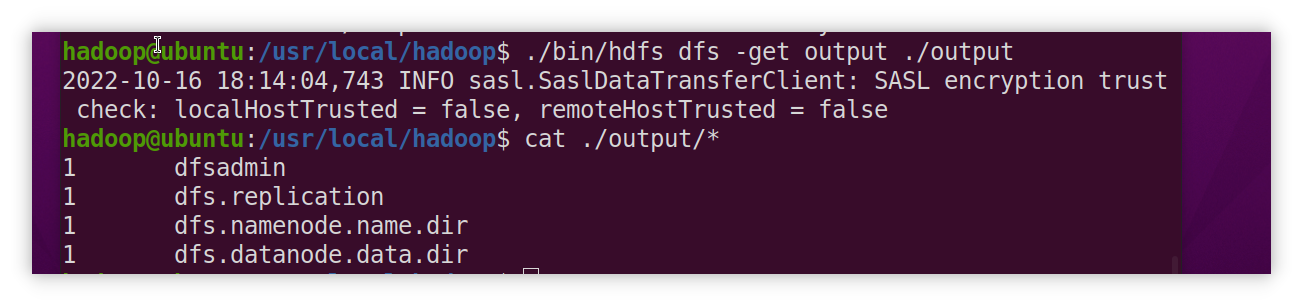 hadoop@ubuntu:/usr/local/hadoop$ ./bin/hdfs dfs -get output ./output
2022-10-16 18:14:04,743 INFO sasl.SaslDataTransferClient: SASL encryption trust
 check: localHostTrusted = false, remoteHostTrusted = false
hadoop@ubuntu:/usr/local/hadoop$ cat ./output/*
1       dfsadmin
1       dfs.replication
1       dfs.namenode.name.dir
1       dfs.datanode.data.dir